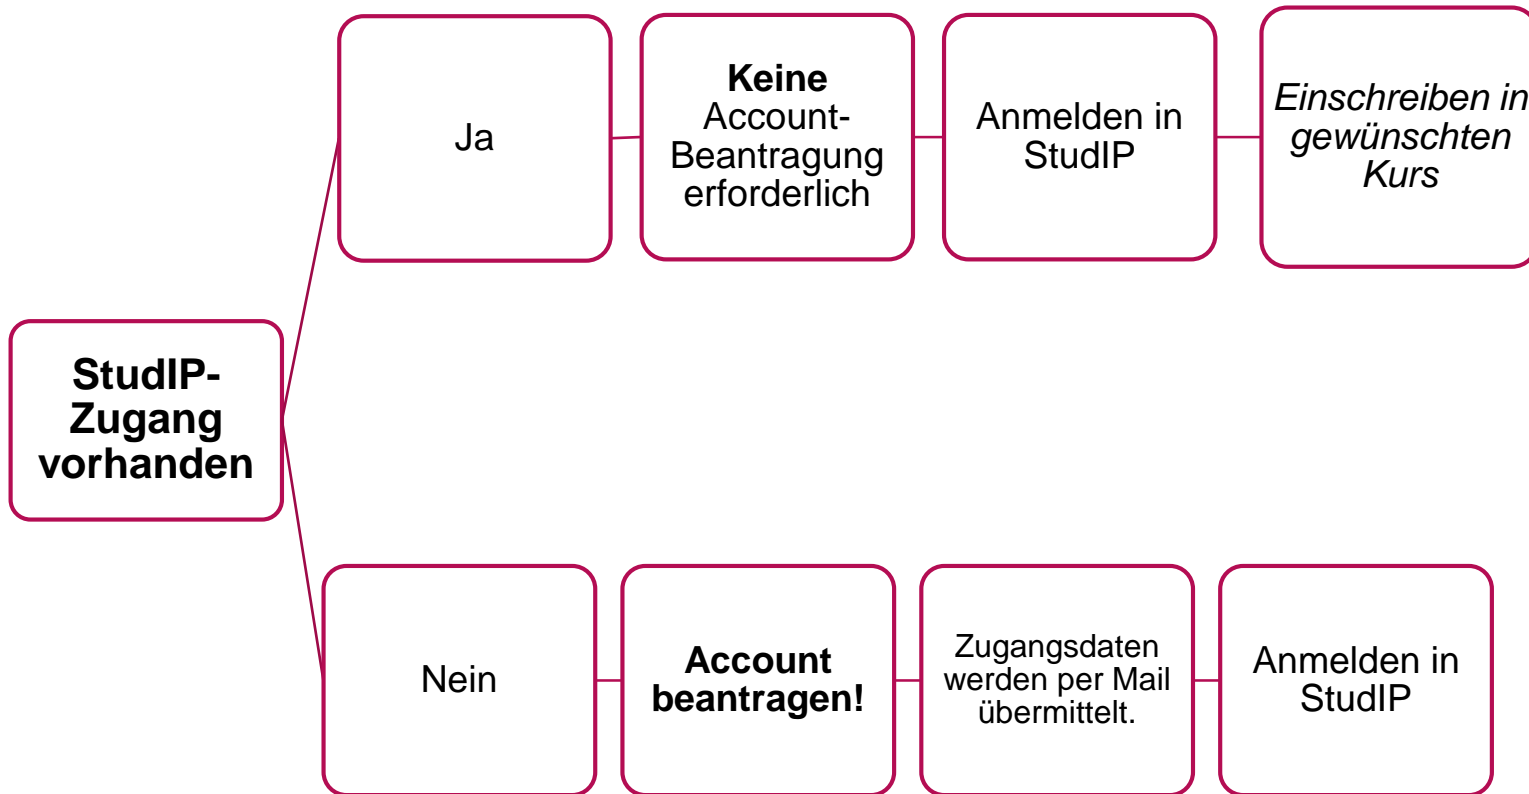 Ja
Keine
Account-
Beantragung
erforderlich
Anmelden in
StudIP
Einschreiben in
gewünschten
Kurs
StudIP-
Zugang
vorhanden
Nein
Account
beantragen!
Zugangsdaten
werden per Mail
übermittelt.
Anmelden in
StudIP